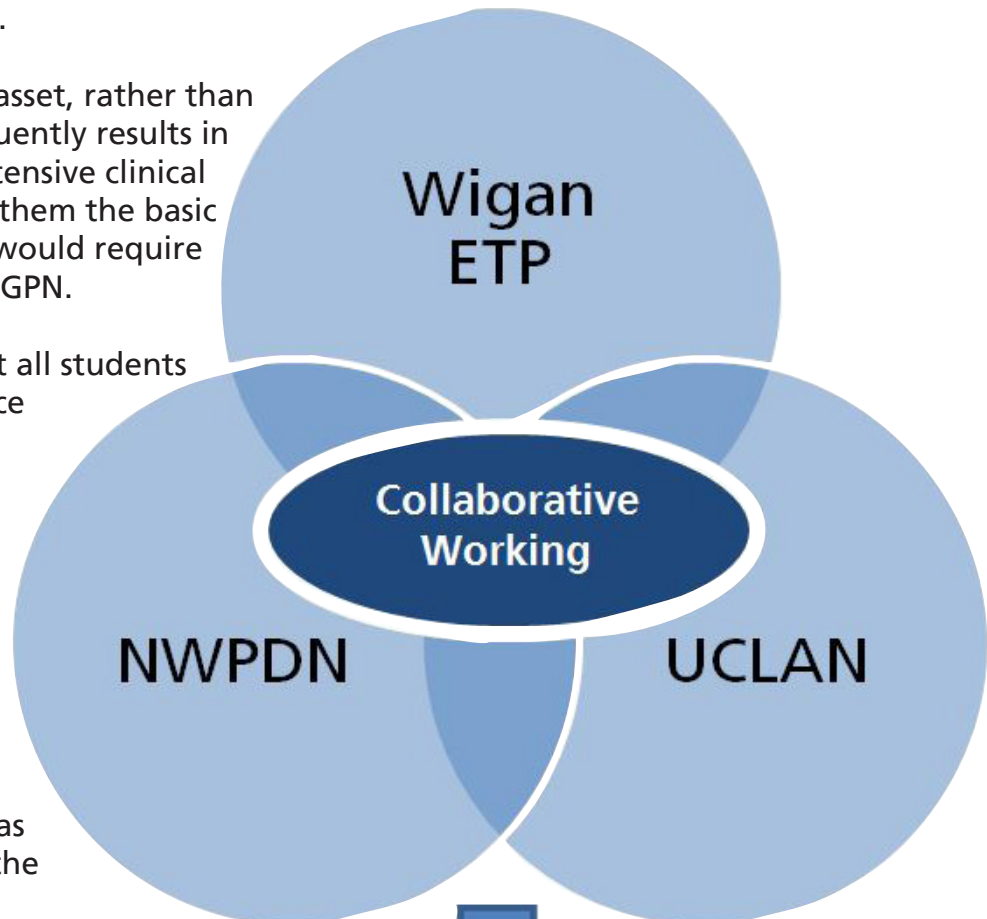 .
asset, rather than
uently results in
tensive clinical
them the basic
would require
GPN.
t all students
ce
as
the
Wigan
ETP
Collaborative
Working
NWPDN
UCLAN